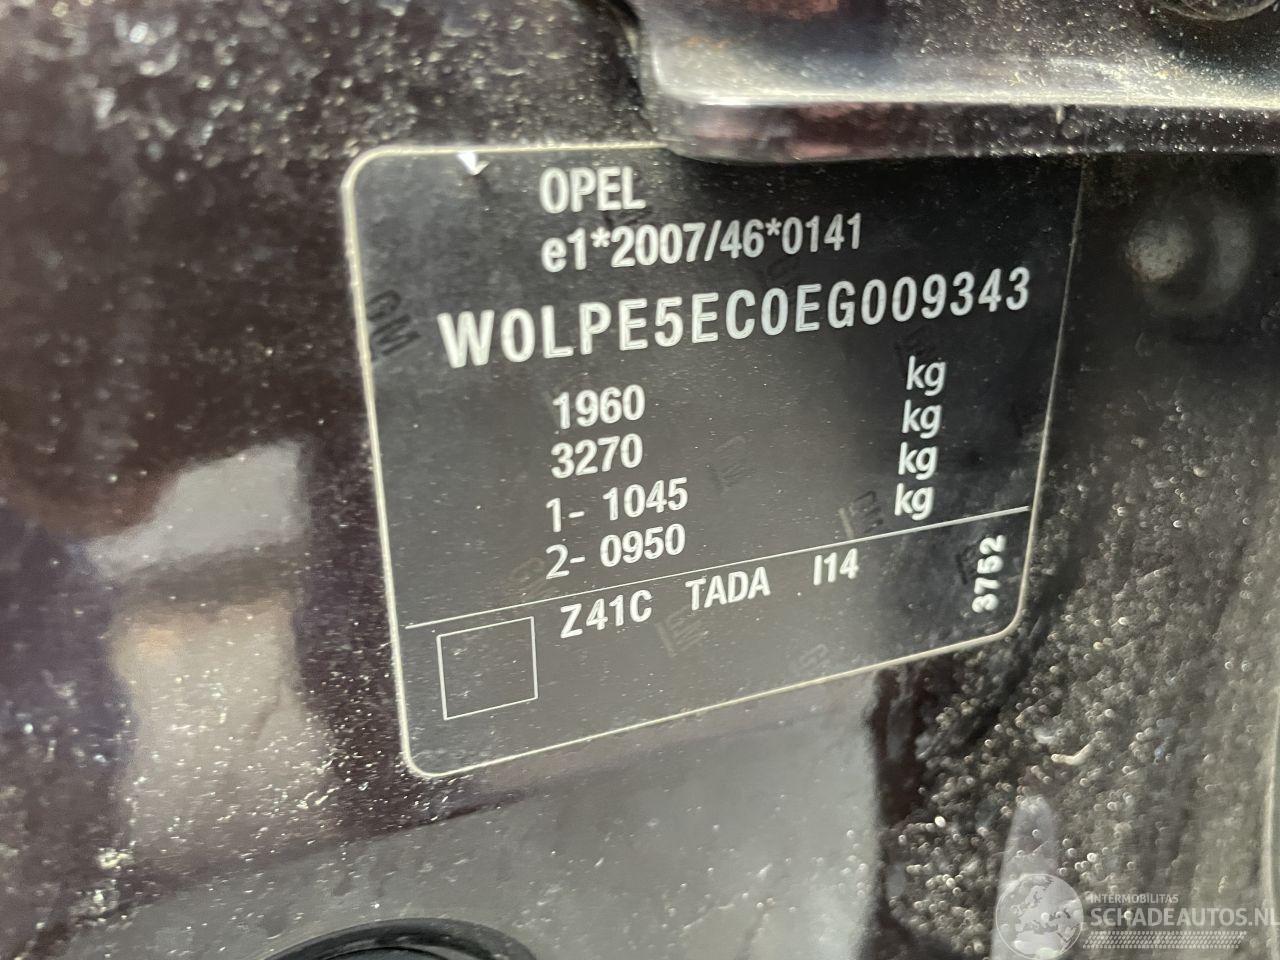 OPEL
e1*2007/46*0141
W0LPE5EC0EG009343
1960 kg
3270 kg
1- 1045 kg
2- 0950 kg
Z41C TADA I14
3752
INTERMOBILITAS
SCHADEAUTOS.NL